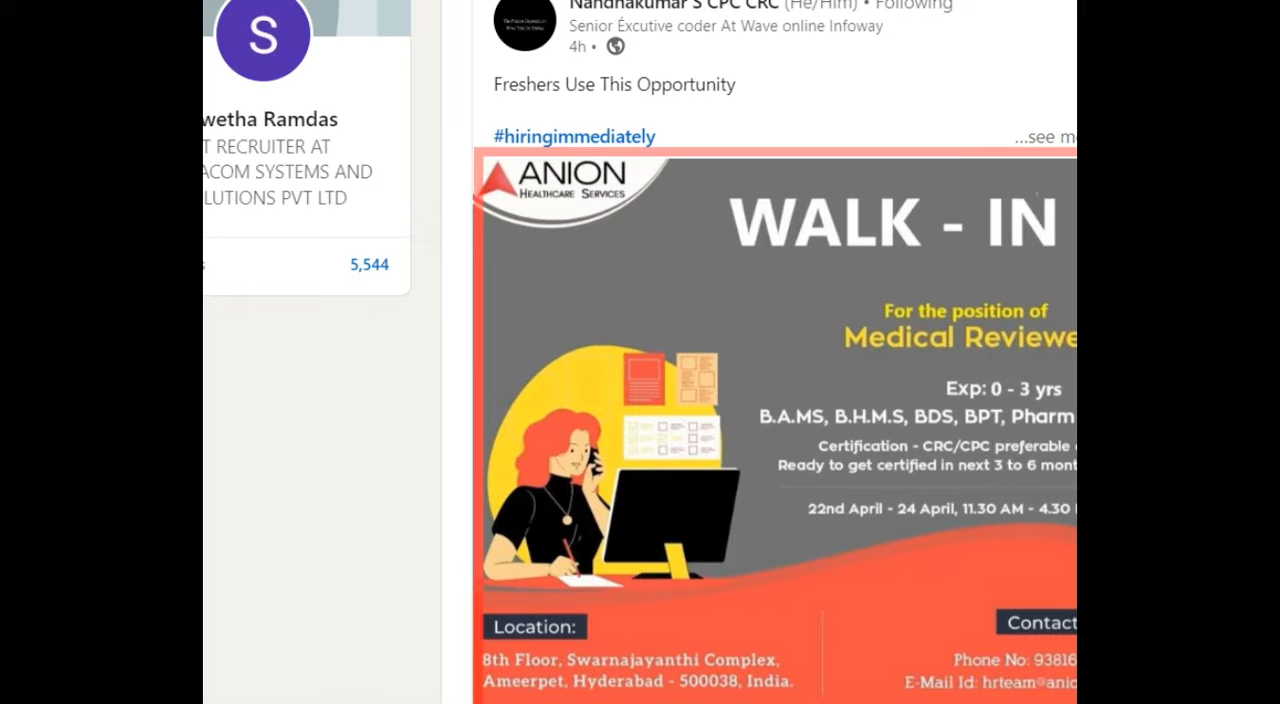 S
wetha Ramdas
T RECRUITER AT
ACOM SYSTEMS AND
LUTIONS PVT LTD
5,544
Nandhakumar S CPC CRC (He/Him) • Following
Senior Éxcutive coder At Wave online Infoway
4h •
Freshers Use This Opportunity
#hiringimmediately
...see m
ANION
HEALTHCARE SERVICES
WALK - IN
For the position of
Medical Reviewe
Exp: 0 - 3 yrs
B.A.MS, B.H.M.S, BDS, BPT, Pharm
Certification - CRC/CPC preferable
Ready to get certified in next 3 to 6 mont
22nd April - 24 April, 11.30 AM - 4.30
Location:
8th Floor, Swarnajayanthi Complex,
Ameerpet, Hyderabad - 500038, India.
Contact
Phone No: 93816
E-Mail Id: hrteam@anio